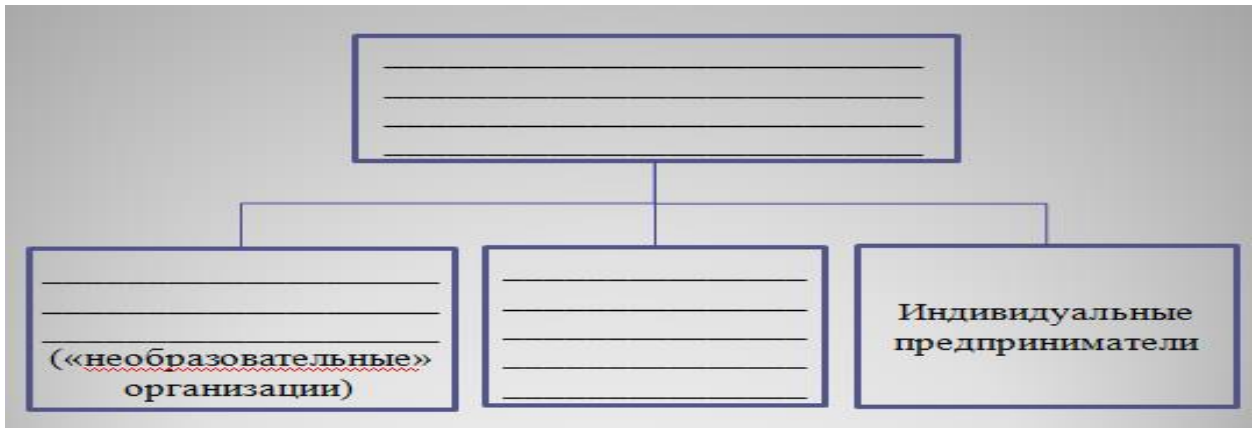 («необразовательные»
организации)
Индивидуальные
предприниматели